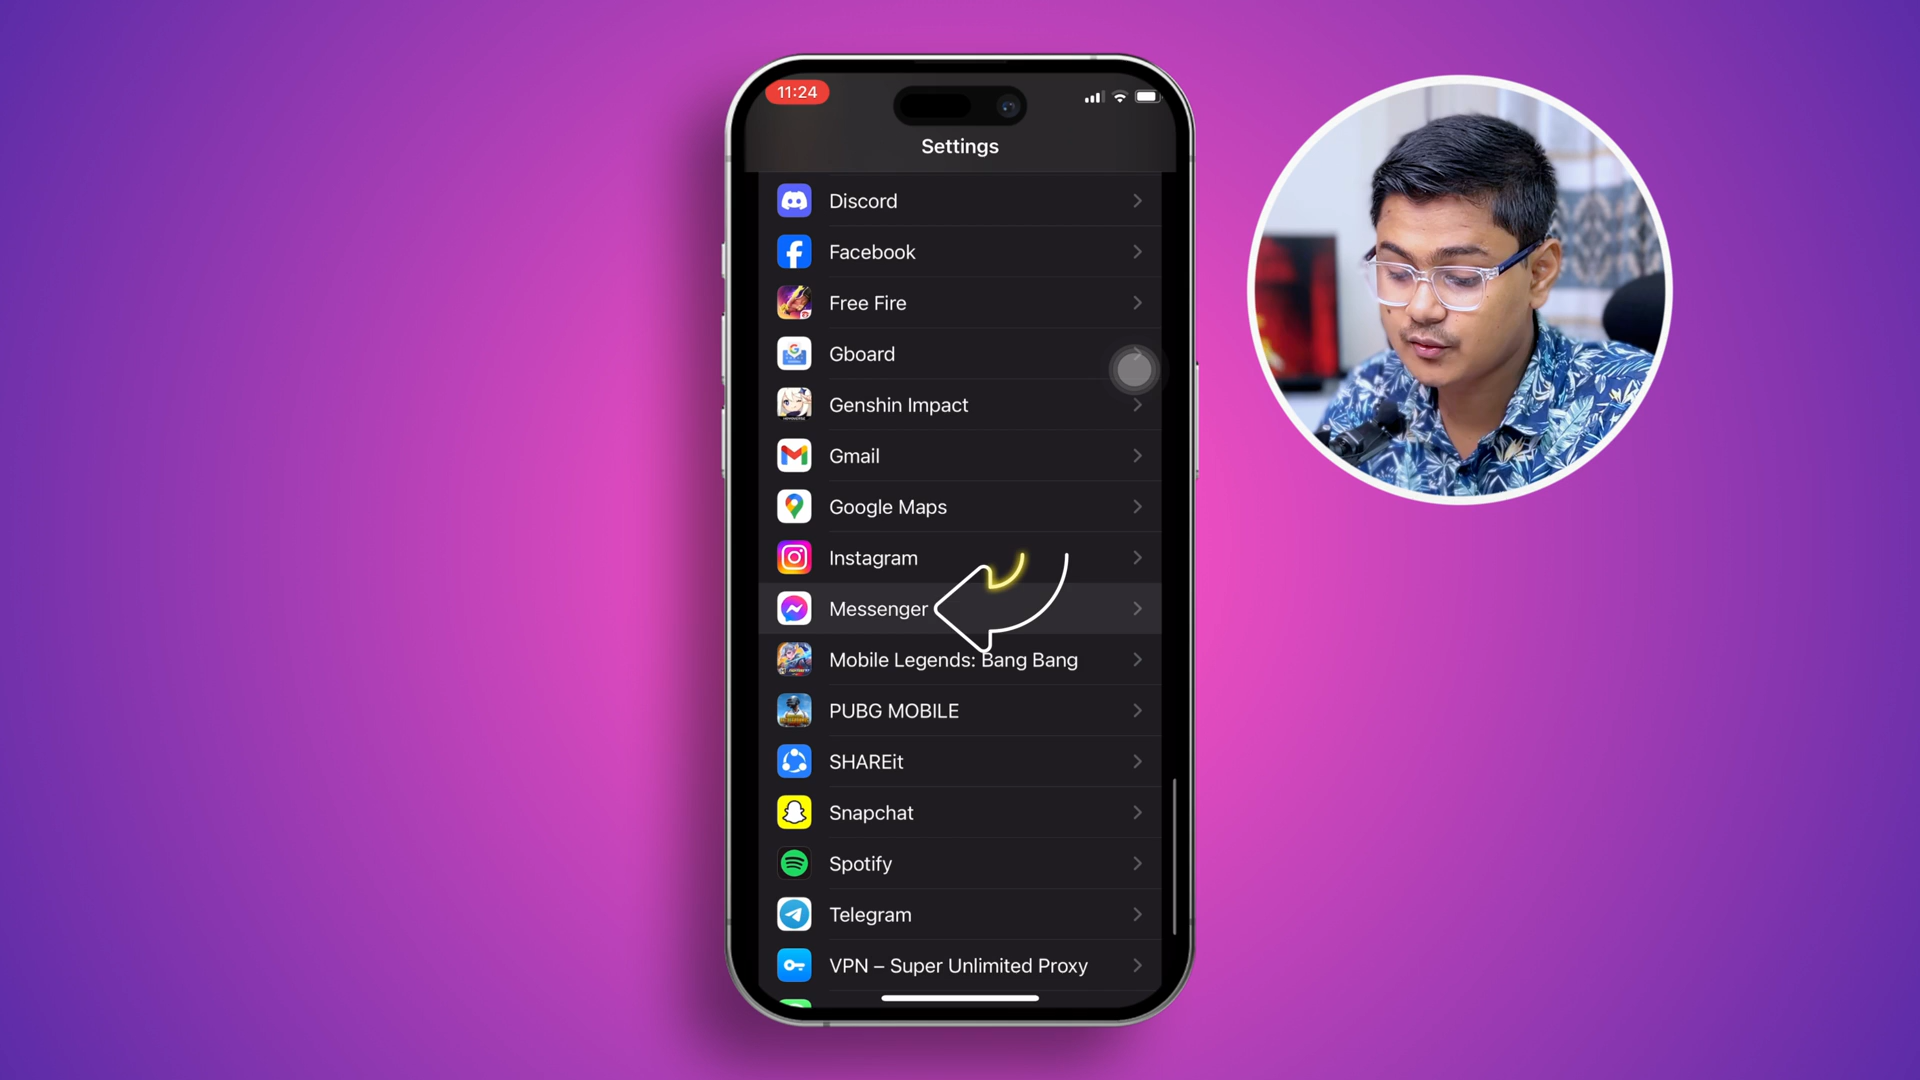 11:24
Settings
Discord
Facebook
Free Fire
Gboard
Genshin Impact
Gmail
Google Maps
Instagram
Messenger
Mobile Legends: Bang Bang
PUBG MOBILE
SHAREit
Snapchat
Spotify
Telegram
VPN – Super Unlimited Proxy